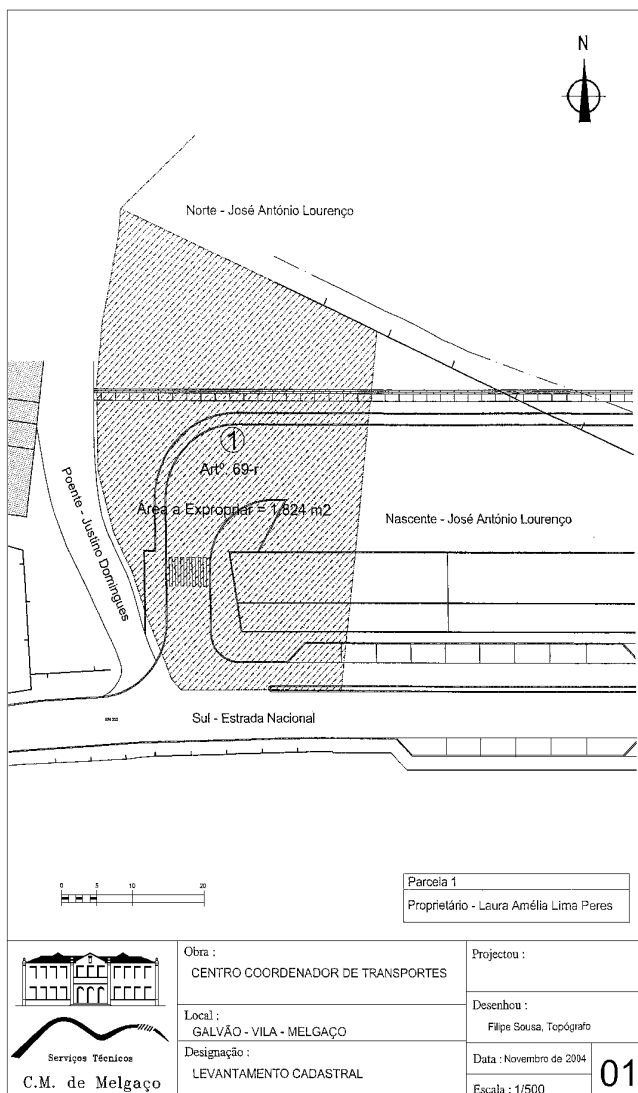 N
Norte - José António Lourenço
1
Artº. 69-r
Área a Expropriar = 1.824 m2
Poente - Justino Domingues
Nascente - José António Lourenço
Sul - Estrada Nacional
0 5 10 20
Parcela 1
Proprietário - Laura Amélia Lima Peres
Obra :
CENTRO COORDENADOR DE TRANSPORTES
Projectou :
Local :
GALVÃO - VILA - MELGAÇO
Desenhou :
Filipe Sousa, Topógrafo
Serviços Técnicos
C.M. de Melgaço
Designação :
LEVANTAMENTO CADASTRAL
Data : Novembro de 2004
Escala : 1/500
01